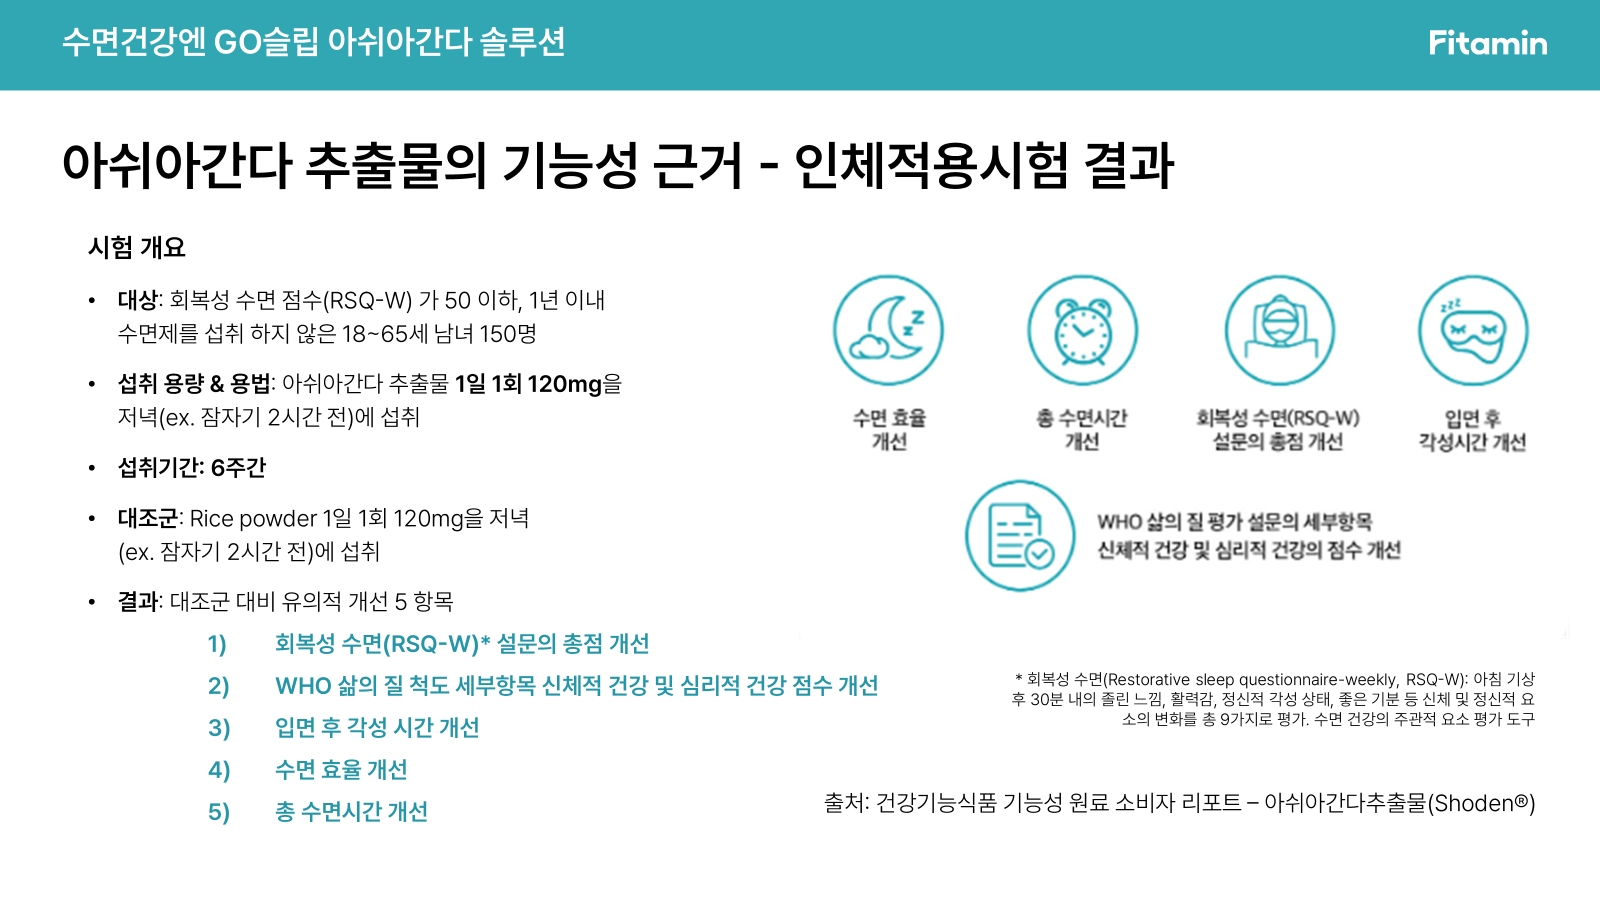 수면건강엔 GO슬립 아쉬아간다 솔루션
Fitamin
아쉬아간다 추출물의 기능성 근거 - 인체적용시험 결과
시험 개요
• 대상: 회복성 수면 점수(RSQ-W) 가 50 이하, 1년 이내
수면제를 섭취 하지 않은 18~65세 남녀 150명
• 섭취 용량 & 용법: 아쉬아간다 추출물 1일 1회 120mg을
저녁(ex. 잠자기 2시간 전)에 섭취
• 섭취기간: 6주간
• 대조군: Rice powder 1일 1회 120mg을 저녁
(ex. 잠자기 2시간 전)에 섭취
• 결과: 대조군 대비 유의적 개선 5 항목
1) 회복성 수면(RSQ-W)* 설문의 총점 개선
2) WHO 삶의 질 척도 세부항목 신체적 건강 및 심리적 건강 점수 개선
3) 입면 후 각성 시간 개선
4) 수면 효율 개선
5) 총 수면시간 개선
z
z
수면 효율
개선
총 수면시간
개선
회복성 수면(RSQ-W)
설문의 총점 개선
zzz
입면 후
각성시간 개선
WHO 삶의 질 평가 설문의 세부항목
신체적 건강 및 심리적 건강의 점수 개선
* 회복성 수면(Restorative sleep questionnaire-weekly, RSQ-W): 아침 기상
후 30분 내의 졸린 느낌, 활력감, 정신적 각성 상태, 좋은 기분 등 신체 및 정신적 요
소의 변화를 총 9가지로 평가. 수면 건강의 주관적 요소 평가 도구
출처: 건강기능식품 기능성 원료 소비자 리포트 – 아쉬아간다추출물(Shoden®)